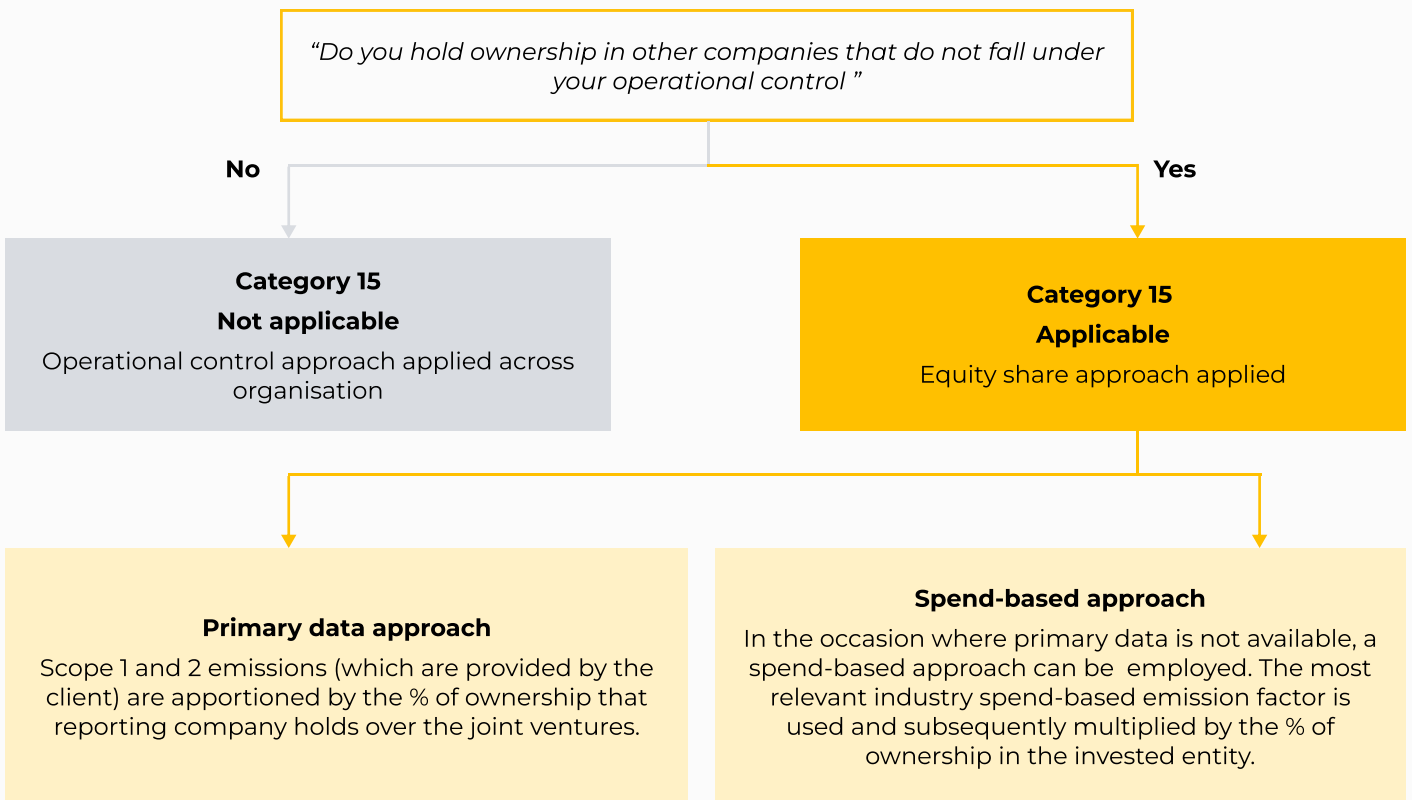 “Do you hold ownership in other companies that do not fall under
your operational control ”
No
Yes
Category 15
Not applicable
Operational control approach applied across
organisation
Category 15
Applicable
Equity share approach applied
Primary data approach
Scope 1 and 2 emissions (which are provided by the
client) are apportioned by the % of ownership that
reporting company holds over the joint ventures.
Spend-based approach
In the occasion where primary data is not available, a
spend-based approach can be  employed. The most
relevant industry spend-based emission factor is
used and subsequently multiplied by the % of
ownership in the invested entity.